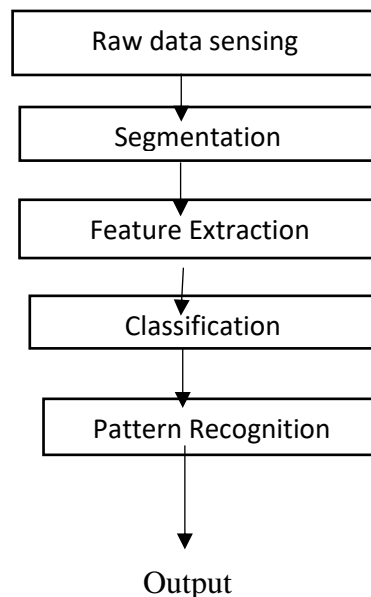 Raw data sensing
Segmentation
Feature Extraction
Classification
Pattern Recognition
Output